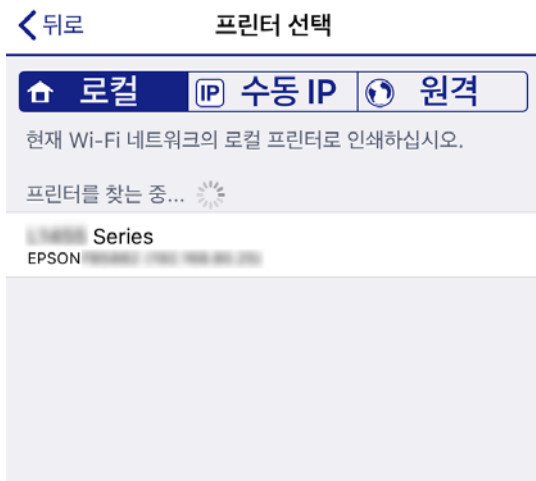 뒤로 프린터 선택
로컬 IP 수동 IP 원격
현재 Wi-Fi 네트워크의 로컬 프린터로 인쇄하십시오.
프린터를 찾는 중...
Series
EPSON